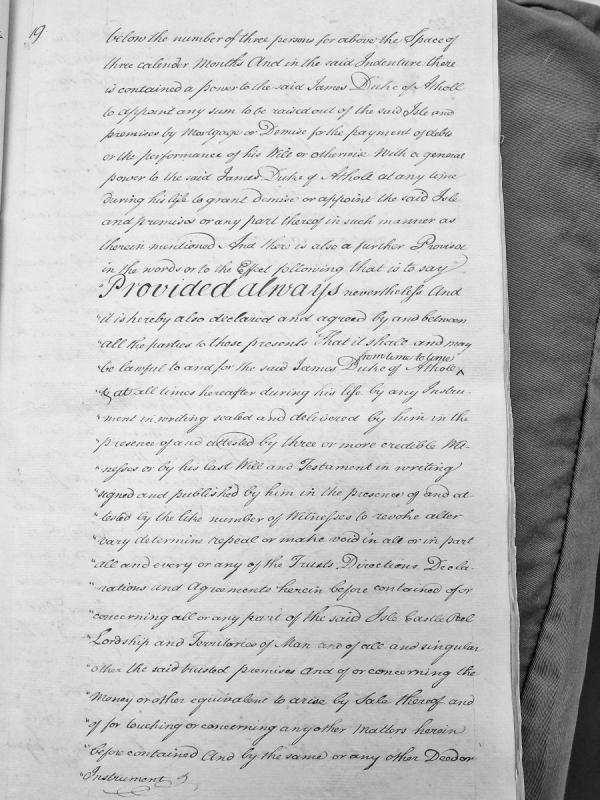 19
below the number of three persons for above the Space of
three calender Months And in the said Indenture there
is contained a power to the said James Duke of Atholl
to appoint any sum to be raised out of the said Isle and
premises by Mortgage or Demise for the payment of debts
or the performance of his Will or otherwise With a general
power to the said James Duke of Atholl at any time
during his life to grant demise or appoint the said Isle
and premises or any part thereof in such manner as
therein mentioned And there is also a further Provisoe
in the words or to the Effect following that is to say
"Provided always nevertheless And
"it is hereby also declared and agreed by and between
"all the parties to these presents That it shall and may
from time to time
"be lawful to and for the said James Duke of Atholl ^
"& at all times hereafter during his life by any Instru-
"ment in writing sealed and delivered by him in the
"presence of and attested by three or more credible Wit-
"nesses or by his last Will and Testament in writing
"signed and published by him in the presence of and at-
"tested by the like number of Witnesses to revoke alter
"vary determine repeal or make void in all or in part
"all and every or any of the Trusts, Directions Decla-
"rations and Agreements herein before contained of or
"concerning all or any part of the said Isle Castle Peel
"Lordship and Territories of Man and of all and singular
"other the said trusted premises And of or concerning the
"Money or other equivalent to arise by Sale thereof and
"of for touching or concerning any other Matters herein
"before contained And by the same or any other Deed or
"Instrument